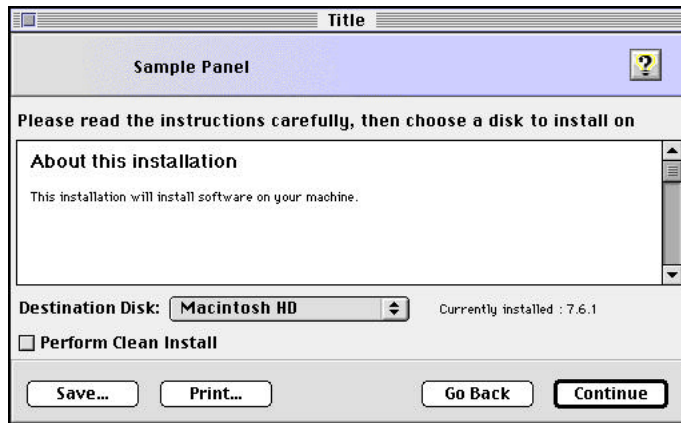 Title
Sample Panel
?
Please read the instructions carefully, then choose a disk to install on
About this installation
This installation will install software on your machine.
Destination Disk: Macintosh HD Currently installed : 7.6.1
Perform Clean Install
Save... Print... Go Back Continue